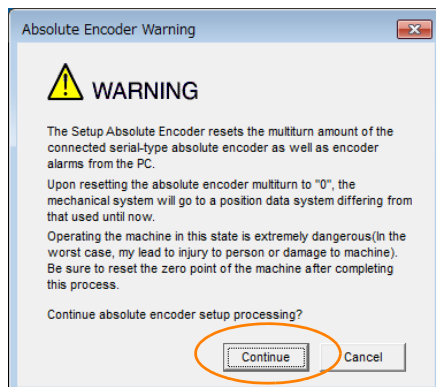 Absolute Encoder Warning
WARNING
The Setup Absolute Encoder resets the multiturn amount of the
connected serial-type absolute encoder as well as encoder
alarms from the PC.
Upon resetting the absolute encoder multiturn to "0", the
mechanical system will go to a position data system differing from
that used until now.
Operating the machine in this state is extremely dangerous(In the
worst case, my lead to injury to person or damage to machine).
Be sure to reset the zero point of the machine after completing
this process.
Continue absolute encoder setup processing?
Continue
Cancel